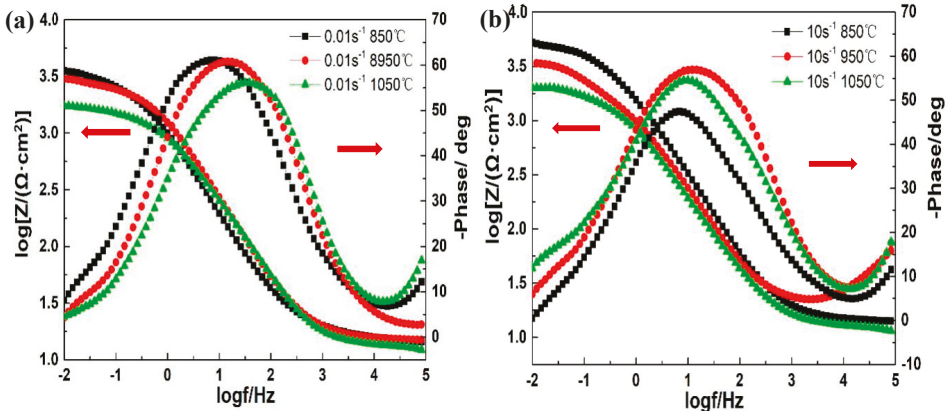 (a)
4.0
3.5
3.0
2.5
2.0
1.5
1.0
log[Z/(Ω·cm²)]
-2 -1 0 1 2 3 4 5
logf/Hz
70
60
50
40
30
20
10
0
-Phase/ deg
0.01s⁻¹ 850℃
0.01s⁻¹ 8950℃
0.01s⁻¹ 1050℃
(b)
4.0
3.5
3.0
2.5
2.0
1.5
1.0
log[Z/(Ω·cm²)]
-2 -1 0 1 2 3 4 5
logf/Hz
70
60
50
40
30
20
10
0
-10
-Phase/deg
10s⁻¹ 850℃
10s⁻¹ 950℃
10s⁻¹ 1050℃